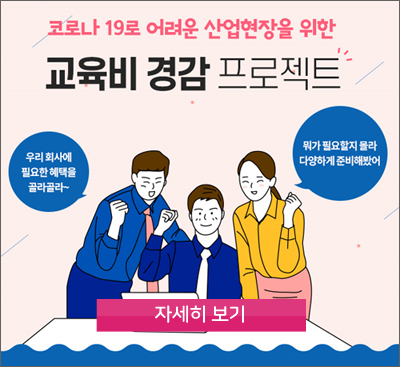 코로나 19로 어려운 산업현장을 위한
교육비 경감 프로젝트
우리 회사에
필요한 혜택을
골라골라~
뭐가 필요할지 몰라
다양하게 준비해봤어
자세히 보기